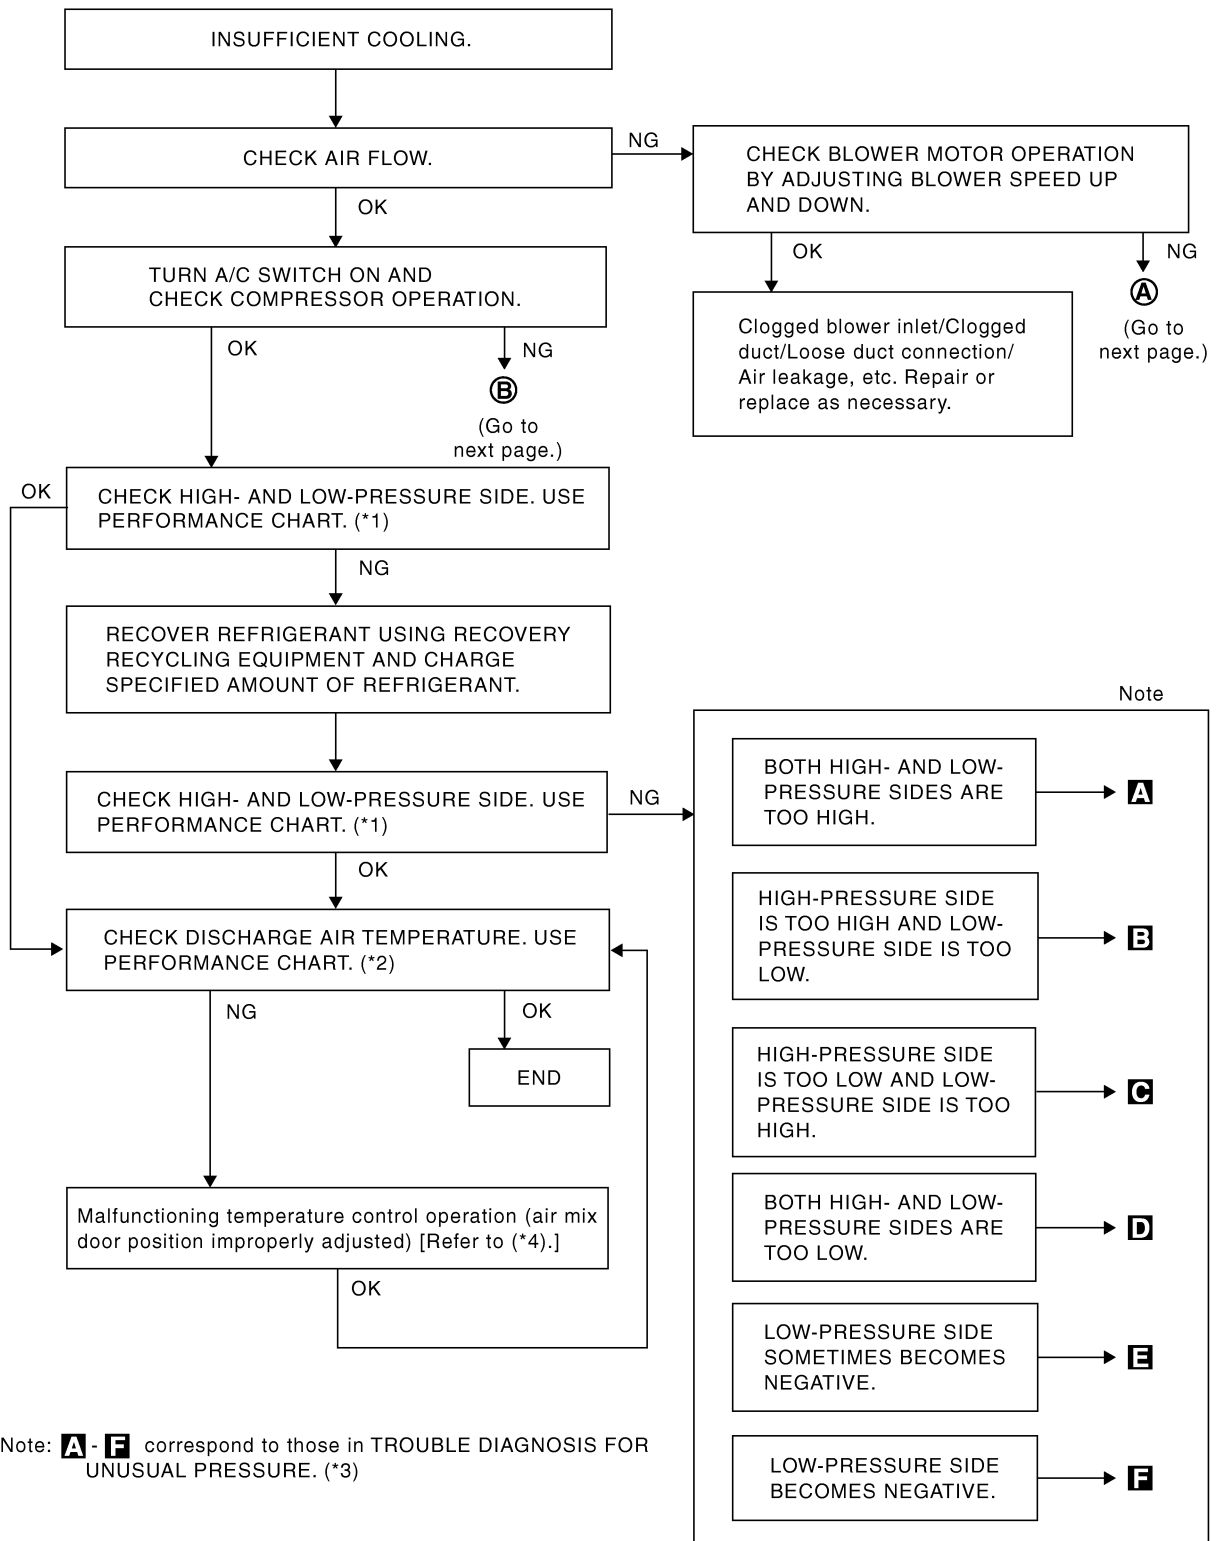 INSUFFICIENT COOLING.
CHECK AIR FLOW.
NG
CHECK BLOWER MOTOR OPERATION
BY ADJUSTING BLOWER SPEED UP
AND DOWN.
OK
OK
NG
A
(Go to
next page.)
Clogged blower inlet/Clogged
duct/Loose duct connection/
Air leakage, etc. Repair or
replace as necessary.
TURN A/C SWITCH ON AND
CHECK COMPRESSOR OPERATION.
OK
NG
B
(Go to
next page.)
OK
CHECK HIGH- AND LOW-PRESSURE SIDE. USE
PERFORMANCE CHART. (*1)
NG
RECOVER REFRIGERANT USING RECOVERY
RECYCLING EQUIPMENT AND CHARGE
SPECIFIED AMOUNT OF REFRIGERANT.
CHECK HIGH- AND LOW-PRESSURE SIDE. USE
PERFORMANCE CHART. (*1)
NG
OK
CHECK DISCHARGE AIR TEMPERATURE. USE
PERFORMANCE CHART. (*2)
NG
OK
END
Malfunctioning temperature control operation (air mix
door position improperly adjusted) [Refer to (*4).]
OK
Note
BOTH HIGH- AND LOW-
PRESSURE SIDES ARE
TOO HIGH.
A
HIGH-PRESSURE SIDE
IS TOO HIGH AND LOW-
PRESSURE SIDE IS TOO
LOW.
B
HIGH-PRESSURE SIDE
IS TOO LOW AND LOW-
PRESSURE SIDE IS TOO
HIGH.
C
BOTH HIGH- AND LOW-
PRESSURE SIDES ARE
TOO LOW.
D
LOW-PRESSURE SIDE
SOMETIMES BECOMES
NEGATIVE.
E
LOW-PRESSURE SIDE
BECOMES NEGATIVE.
F
Note: A - F correspond to those in TROUBLE DIAGNOSIS FOR
UNUSUAL PRESSURE. (*3)